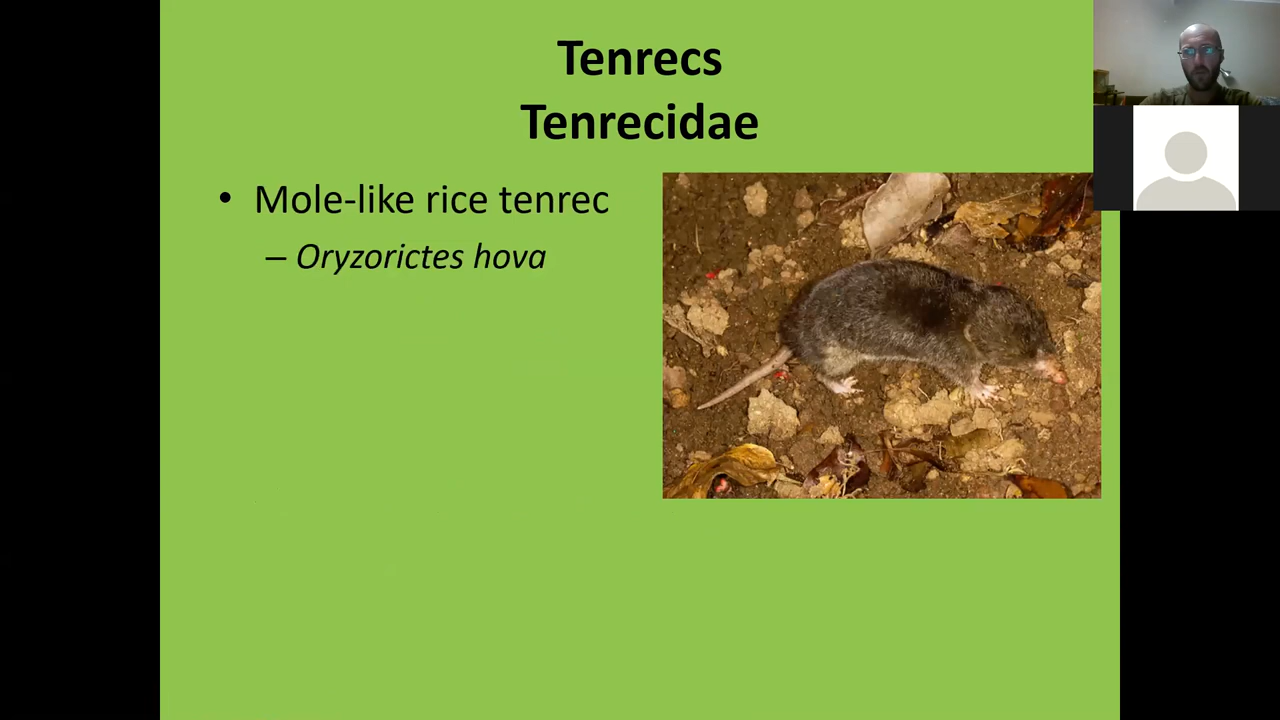 Tenrecs
Tenrecidae
• Mole-like rice tenrec
– Oryzorictes hova